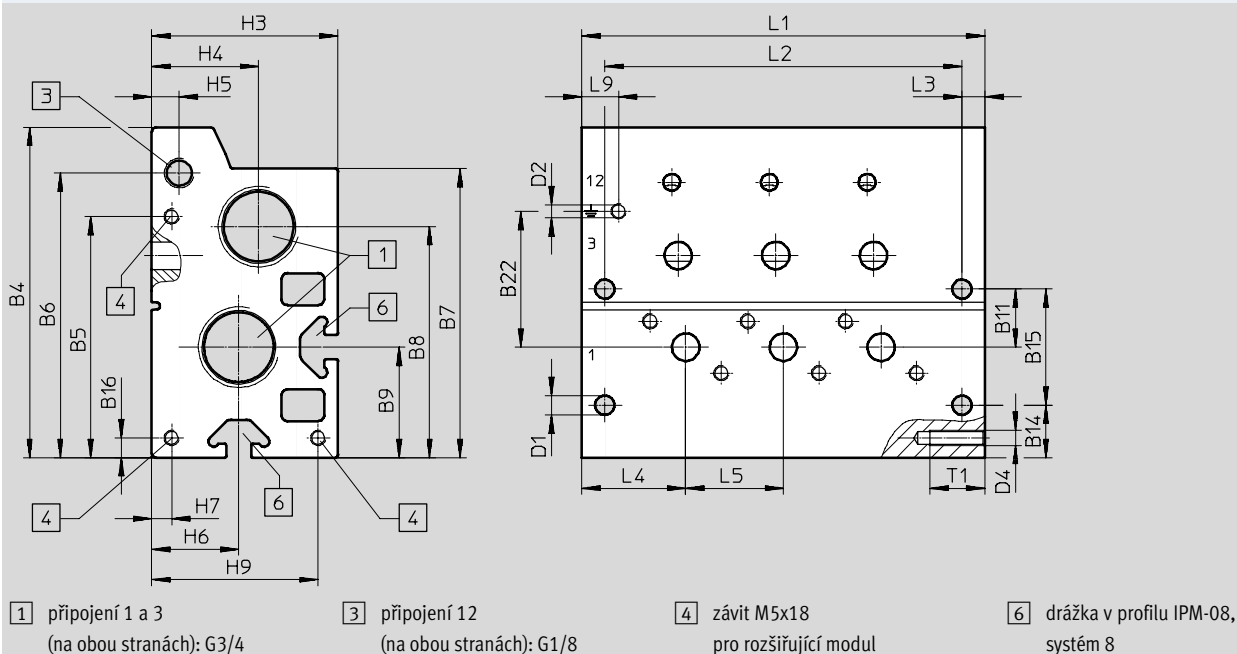 H3
H4
H5
3
B4
B6
B5
B16
4
1
6
B7
B8
B9
4
H7
H6
H9
6
4
L1
L2
L9
L3
D2
12
3
1
B22
B11
B15
B14
D1
L4
L5
T1
D4
1 připojení 1 a 3
(na obou stranách): G3/4
3 připojení 12
(na obou stranách): G1/8
4 závit M5x18
pro rozšiřující modul
6 drážka v profilu IPM-08,
systém 8